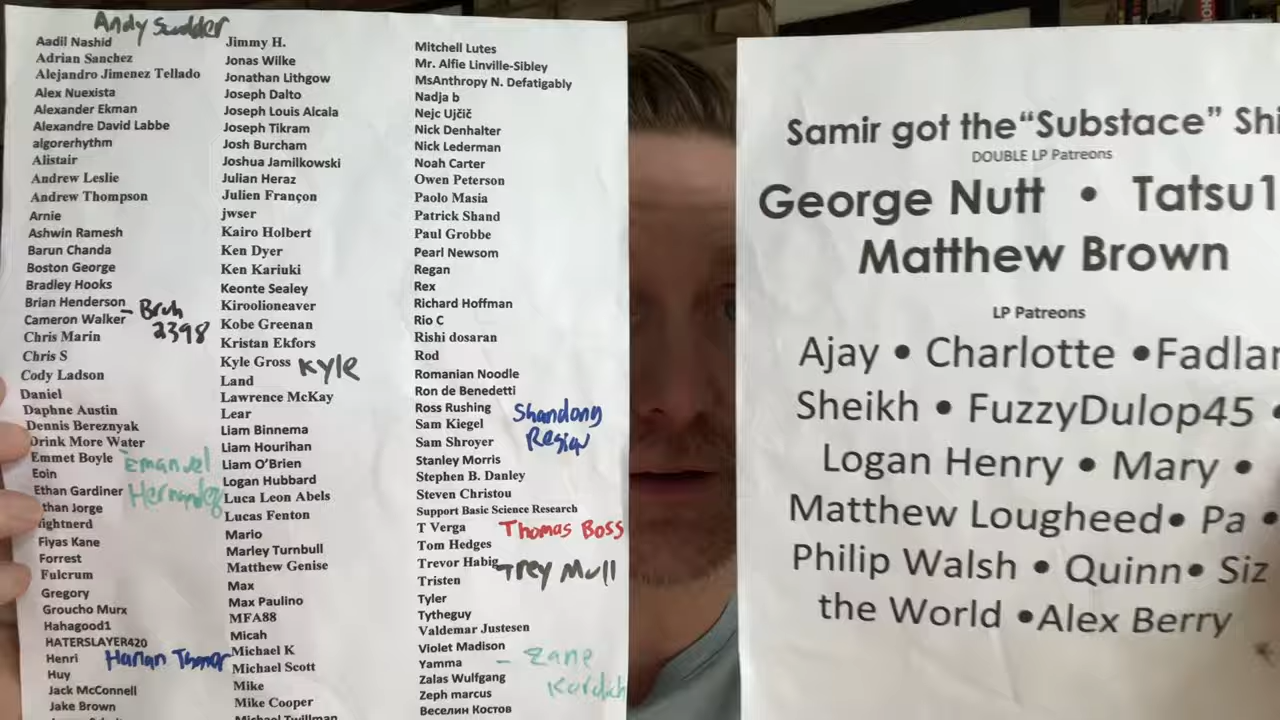 Andy Scudder
Aadil Nashid
Adrian Sanchez
Alejandro Jimenez Tellado
Alex Nuexista
Alexander Ekman
Alexandre David Labbe
algorerhythm
Alistair
Andrew Leslie
Andrew Thompson
Arnie
Ashwin Ramesh
Barun Chanda
Boston George
Bradley Hooks
Brian Henderson
Cameron Walker
– Bruh
2398
Chris Marin
Chris S
Cody Ladson
Daniel
Daphne Austin
Dennis Bereznyak
Drink More Water
Emmet Boyle
Emanuel
Hernandez
Eoin
Ethan Gardiner
than Jorge
ightnerd
Fiyas Kane
Forrest
Fulcrum
Gregory
Groucho Murx
Hahagood1
HATERSLAYER420
Henri
Harlan
Huy
Jack McConnell
Jake Brown
Jimmy H.
Jonas Wilke
Jonathan Lithgow
Joseph Dalto
Joseph Louis Alcala
Joseph Tikram
Josh Burcham
Joshua Jamilkowski
Julian Heraz
Julien Françon
jwser
Kairo Holbert
Ken Dyer
Ken Kariuki
Keonte Sealey
Kiroolioneaver
Kobe Greenan
Kristan Ekfors
Kyle Gross Kyle
Land
Lawrence McKay
Lear
Liam Binnema
Liam Hourihan
Liam O’Brien
Logan Hubbard
Luca Leon Abels
Lucas Fenton
Mario
Marley Turnbull
Matthew Genise
Max
Max Paulino
MFA88
Micah
Michael K
Michael Scott
Mike
Mike Cooper
Michael Twillman
Mitchell Lutes
Mr. Alfie Linville-Sibley
MsAnthropy N. Defatigably
Nadja b
Nejc Ujčič
Nick Denhalter
Nick Lederman
Noah Carter
Owen Peterson
Paolo Masia
Patrick Shand
Paul Grobbe
Pearl Newsom
Regan
Rex
Richard Hoffman
Rio C
Rishi dosaran
Rod
Romanian Noodle
Ron de Benedetti
Ross Rushing
Sam Kiegel
Shandong
Sam Shroyer
Stanley Morris
Stephen B. Danley
Steven Christou
Support Basic Science Research
T Verga Thomas Boss
Tom Hedges
Trevor Habig
Trey Mull
Tristen
Tyler
Tytheguy
Valdemar Justesen
Violet Madison
Yamma – Zane
Zalas Wulfgang
Zeph marcus
Веселин Костов
Samir got the“Substace” Shi
DOUBLE LP Patreons
George Nutt • Tatsu1
Matthew Brown
LP Patreons
Ajay • Charlotte •Fadlar
Sheikh • FuzzyDulop45 •
Logan Henry • Mary •
Matthew Lougheed• Pa •
Philip Walsh • Quinn• Siz
the World •Alex Berry